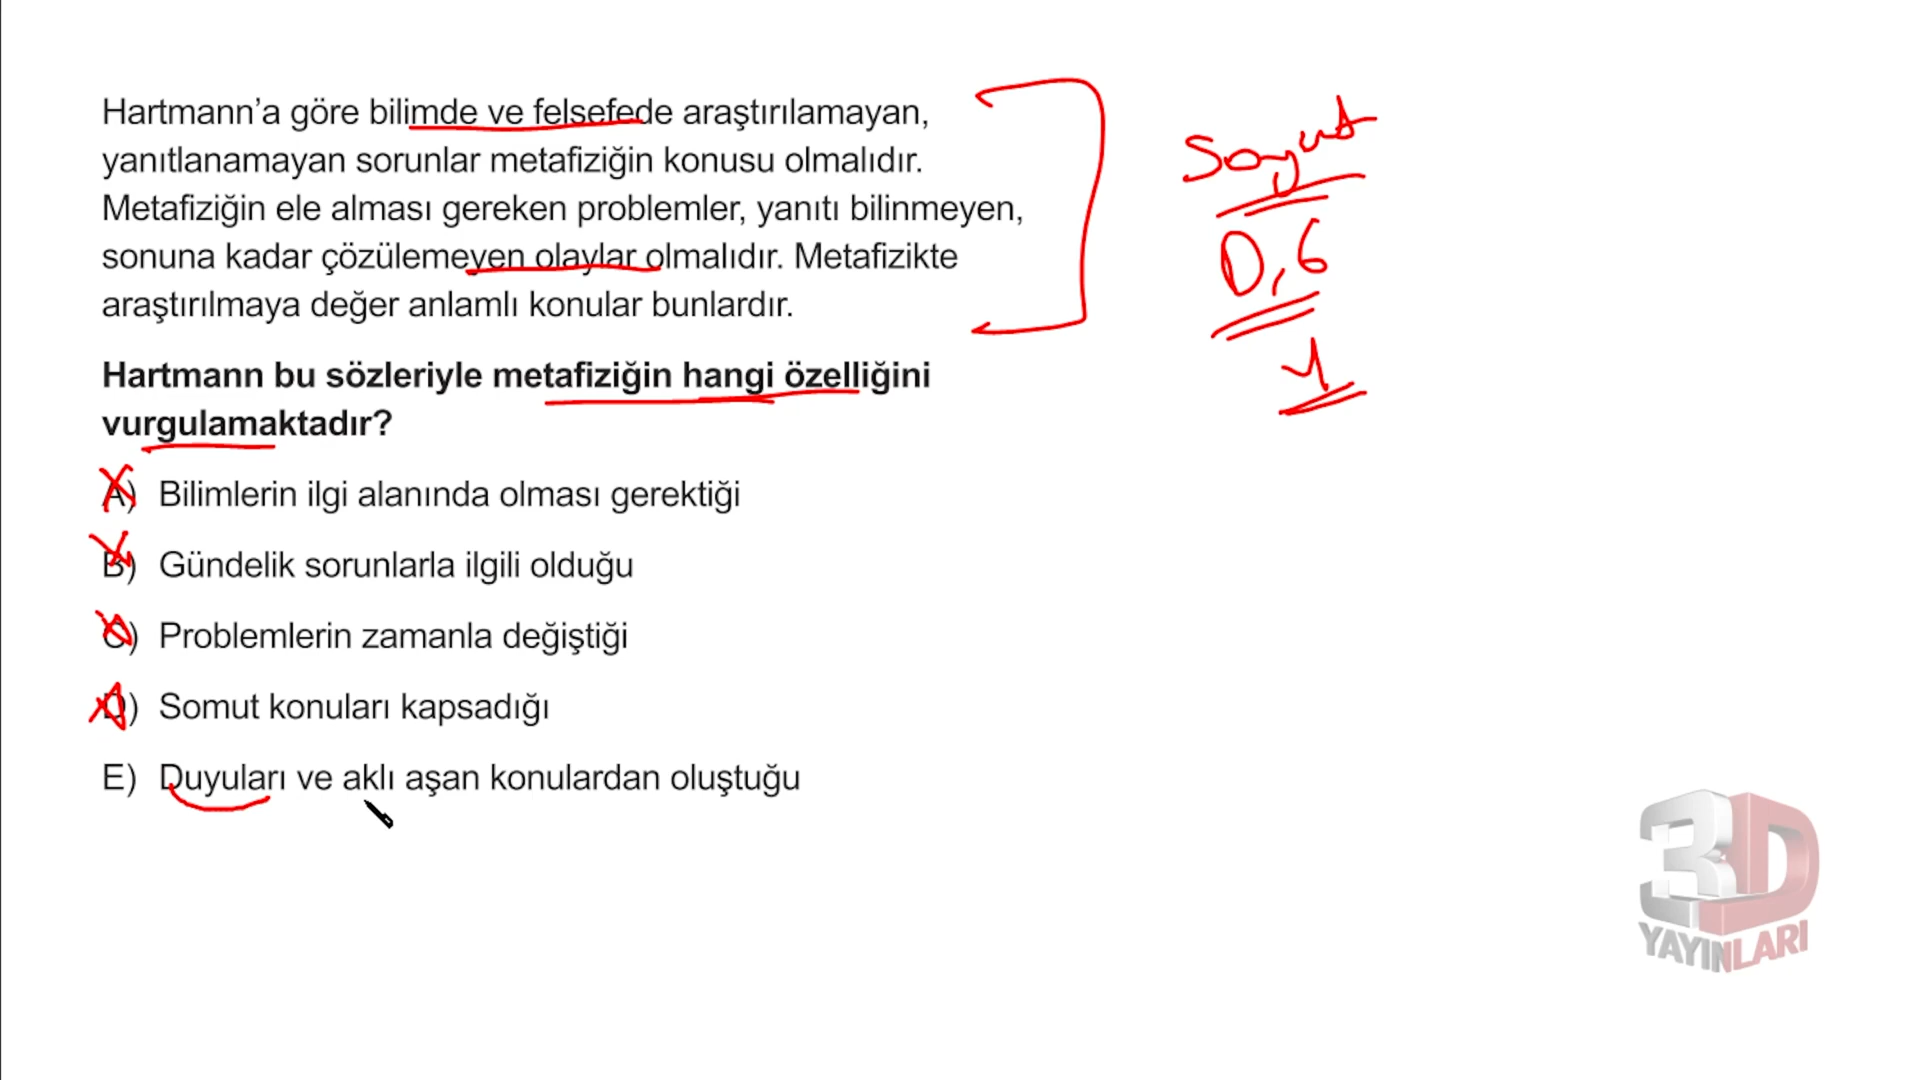 Hartmann’a göre bilimde ve felsefede araştırılamayan,
yanıtlanamayan sorunlar metafiziğin konusu olmalıdır.
Metafiziğin ele alması gereken problemler, yanıtı bilinmeyen,
sonuna kadar çözülemeyen olaylar olmalıdır. Metafizikte
araştırılmaya değer anlamlı konular bunlardır.
Hartmann bu sözleriyle metafiziğin hangi özelliğini
vurgulamaktadır?
A) Bilimlerin ilgi alanında olması gerektiği
B) Gündelik sorunlarla ilgili olduğu
C) Problemlerin zamanla değiştiği
D) Somut konuları kapsadığı
E) Duyuları ve aklı aşan konulardan oluştuğu
Soyut
D, 6
3D
YAYINLARI